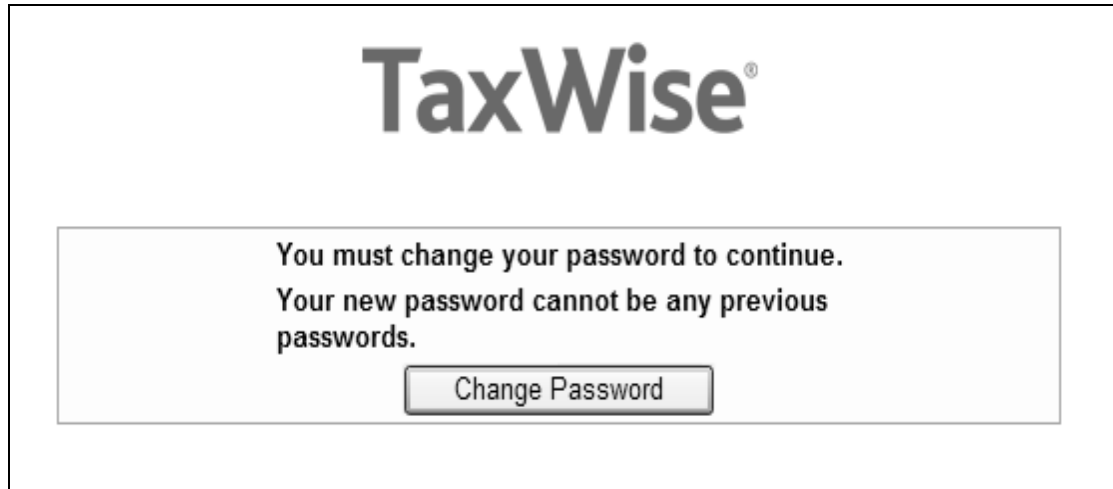 TaxWise®
You must change your password to continue.
Your new password cannot be any previous
passwords.
Change Password